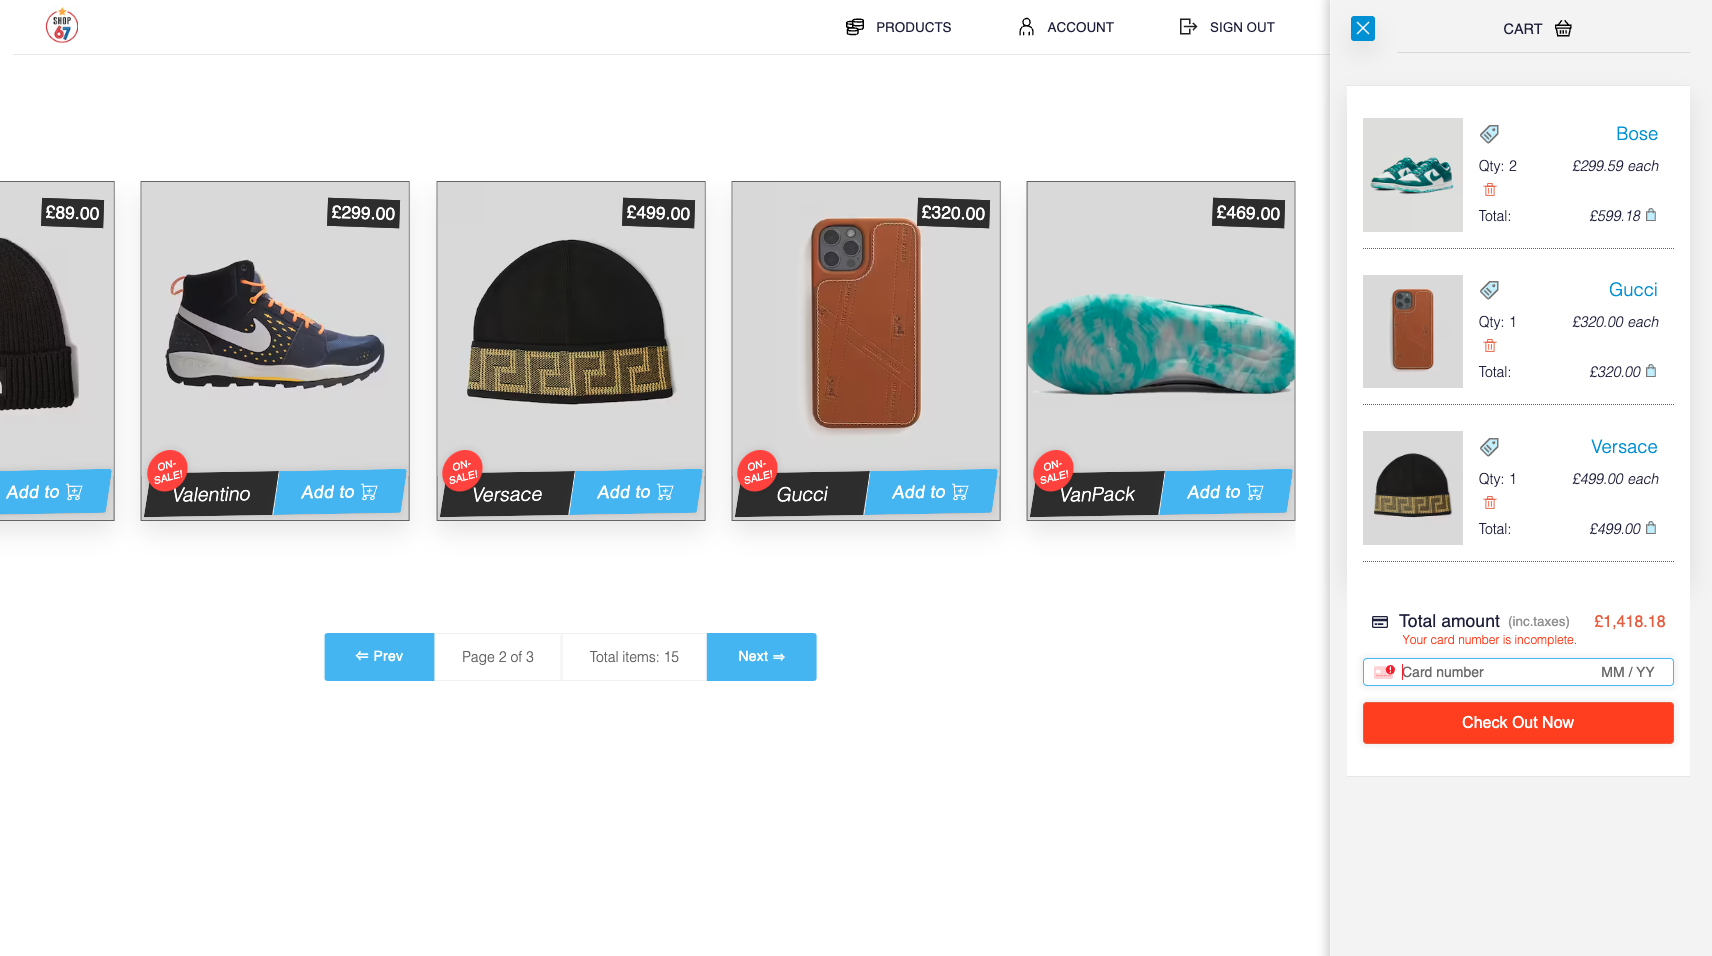 SHOP
67
PRODUCTS
ACCOUNT
SIGN OUT
CART
£89.00
Add to
£299.00
ON-
SALE!
Valentino
Add to
£499.00
ON-
SALE!
Versace
Add to
£320.00
ON-
SALE!
Gucci
Add to
£469.00
ON-
SALE!
VanPack
Add to
⇐ Prev
Page 2 of 3
Total items: 15
Next ⇒
Bose
Qty: 2 £299.59 each
Total: £599.18
Gucci
Qty: 1 £320.00 each
Total: £320.00
Versace
Qty: 1 £499.00 each
Total: £499.00
Total amount (inc.taxes) £1,418.18
Your card number is incomplete.
Card number MM / YY
Check Out Now